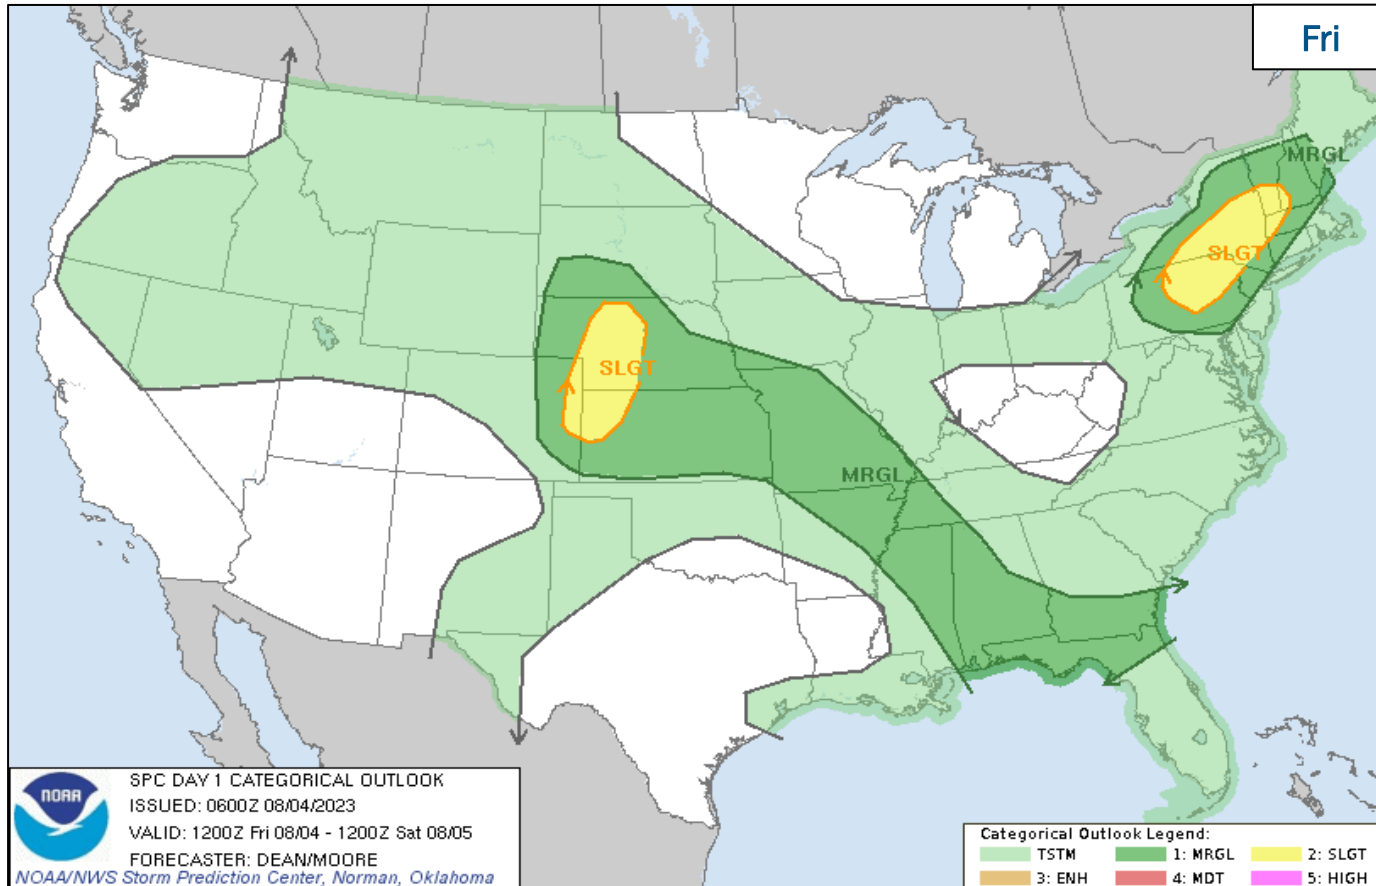 Fri
MRGL
SLGT
SLGT
MRGL
NOAA
SPC DAY 1 CATEGORICAL OUTLOOK
ISSUED: 0600Z 08/04/2023
VALID: 1200Z Fri 08/04 - 1200Z Sat 08/05
FORECASTER: DEAN/MOORE
NOAA/NWS Storm Prediction Center, Norman, Oklahoma
Categorical Outlook Legend:
TSTM 1: MRGL 2: SLGT
3: ENH 4: MDT 5: HIGH